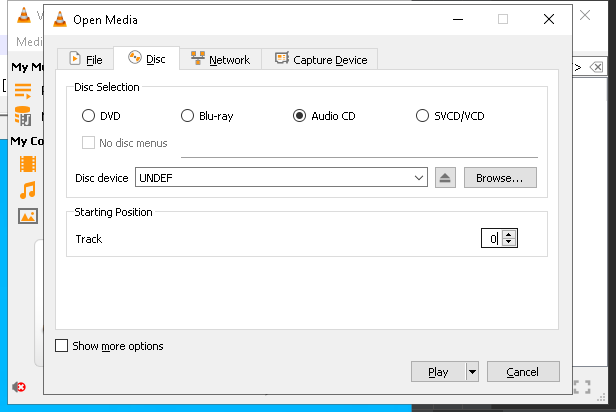 V
Open Media
Medi
File
Disc
Network
Capture Device
My M
Disc Selection
DVD
Blu-ray
Audio CD
SVCD/VCD
No disc menus
My Co
Disc device
UNDEF
Browse...
Starting Position
Track
0
Show more options
Play
Cancel